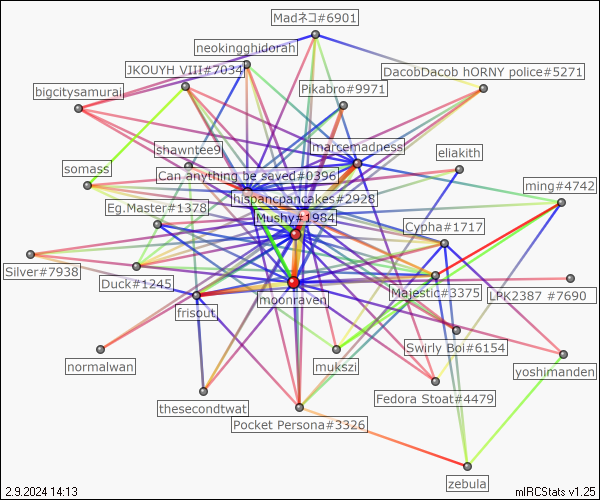 Madネコ#6901
neokingghidorah
JKOUYH VIII#7034
DacobDacob hORNY police#5271
Pikabro#9971
bigcitysamurai
marcemadness
shawntee9
eliakith
somass
Can anything be saved#0396
ming#4742
hispancpancakes#2928
Eg.Master#1378
Mushy#1984
Cypha#1717
Silver#7938
Duck#1245
Majestic#3375
LPK2387 #7690
moonraven
frisout
Swirly Boi#6154
normalwan
mukszi
yoshimanden
Fedora Stoat#4479
thesecondtwat
Pocket Persona#3326
zebula
2.9.2024 14:13
mIRCStats v1.25